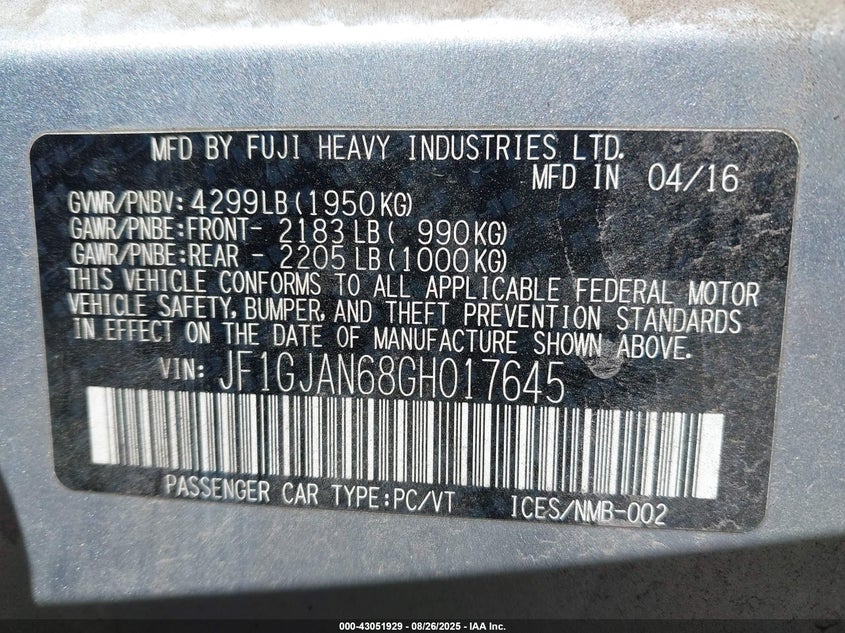 MFD BY FUJI HEAVY INDUSTRIES LTD.
MFD IN 04/16
GVWR/PNBV: 4299LB(1950KG)
GAWR/PNBE:FRONT- 2183 LB( 990KG)
GAWR/PNBE:REAR - 2205 LB(1000KG)
THIS VEHICLE CONFORMS TO ALL APPLICABLE FEDERAL MOTOR
VEHICLE SAFETY, BUMPER, AND THEFT PREVENTION STANDARDS
IN EFFECT ON THE DATE OF MANUFACTURE SHOWN ABOVE.
VIN: JF1GJAN68GH017645
PASSENGER CAR TYPE:PC/VT ICES/NMB-002
000-43051929 - 08/26/2025 - IAA Inc.